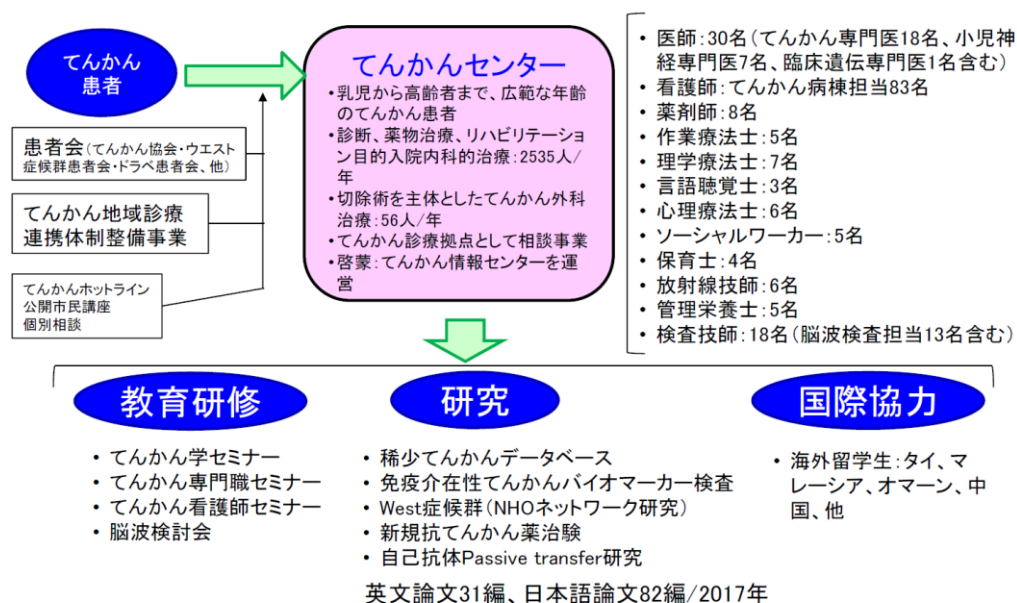 てんかん
患者
患者会(てんかん協会・ウエスト
症候群患者会・ドラベ患者会、他)
てんかん地域診療
連携体制整備事業
てんかんホットライン
公開市民講座
個別相談
てんかんセンター
•乳児から高齢者まで、広範な年齢
のてんかん患者
•診断、薬物治療、リハビリテーショ
ン目的入院内科的治療:2535人/
年
•切除術を主体としたてんかん外科
治療:56人/年
•てんかん診療拠点として相談事業
•啓蒙:てんかん情報センターを運
営
• 医師:30名(てんかん専門医18名、小児神
経専門医7名、臨床遺伝専門医1名含む)
• 看護師:てんかん病棟担当83名
• 薬剤師:8名
• 作業療法士:5名
• 理学療法士:7名
• 言語聴覚士:3名
• 心理療法士:6名
• ソーシャルワーカー:5名
• 保育士:4名
• 放射線技師:6名
• 管理栄養士:5名
• 検査技師:18名(脳波検査担当13名含む)
教育研修
• てんかん学セミナー
• てんかん専門職セミナー
• てんかん看護師セミナー
• 脳波検討会
研究
• 稀少てんかんデータベース
• 免疫介在性てんかんバイオマーカー検査
• West症候群(NHOネットワーク研究)
• 新規抗てんかん薬治験
• 自己抗体Passive transfer研究
英文論文31編、日本語論文82編/2017年
国際協力
• 海外留学生:タイ、マ
レーシア、オマーン、中
国、他